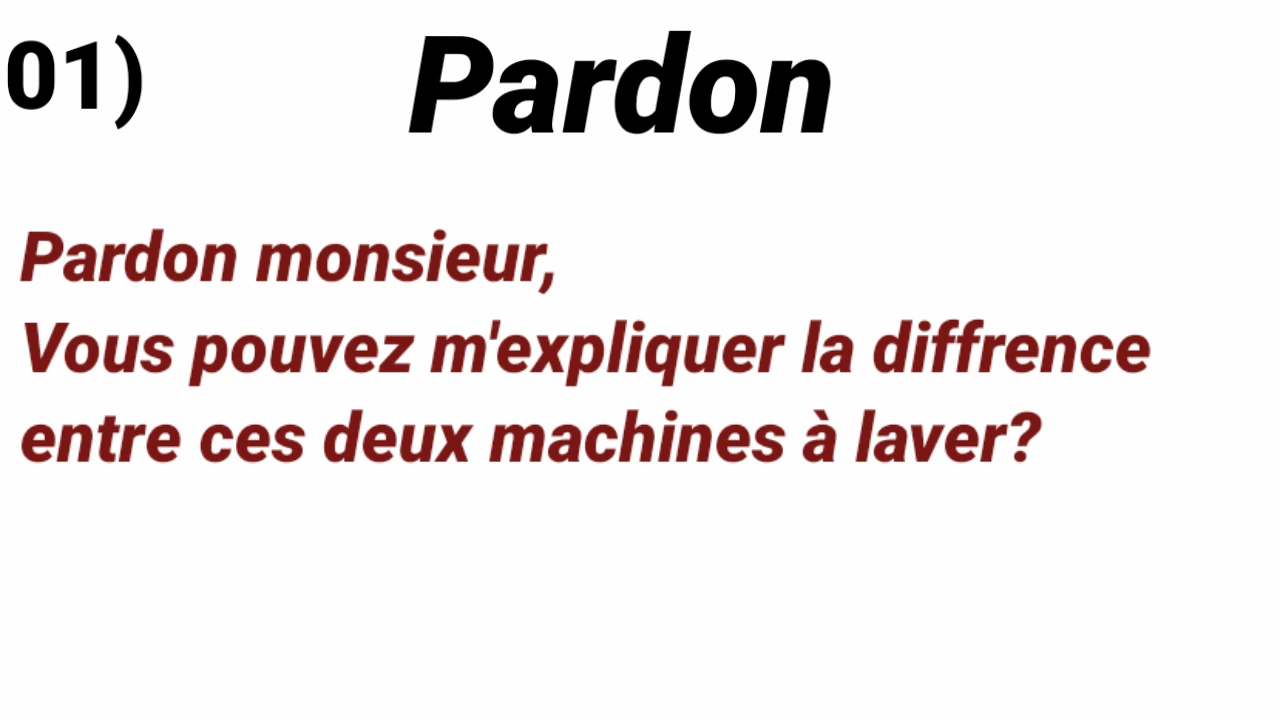 01) Pardon
Pardon monsieur,
Vous pouvez m'expliquer la diffrence
entre ces deux machines à laver?